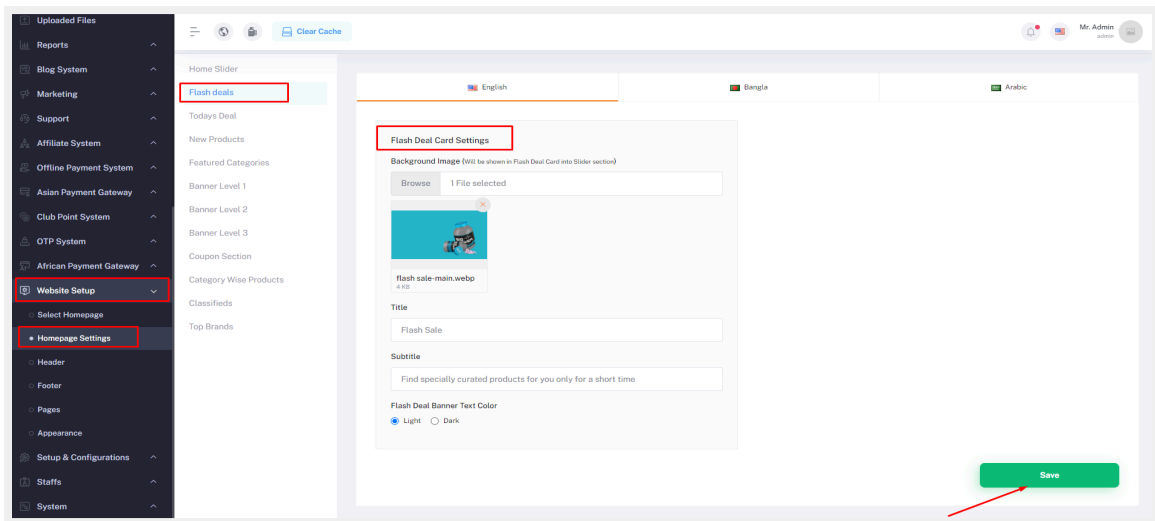 Uploaded Files
Reports
Blog System
Marketing
Support
Affiliate System
Offline Payment System
Asian Payment Gateway
Club Point System
OTP System
African Payment Gateway
Website Setup
Select Homepage
Homepage Settings
Header
Footer
Pages
Appearance
Setup & Configurations
Staffs
System
Clear Cache
Mr. Admin
admin
Home Slider
Flash deals
Todays Deal
New Products
Featured Categories
Banner Level 1
Banner Level 2
Banner Level 3
Coupon Section
Category Wise Products
Classifieds
Top Brands
English
Bangla
Arabic
Flash Deal Card Settings
Background Image (Will be shown in Flash Deal Card into Slider section)
Browse 1 File selected
flash sale-main.webp
4 KB
Title
Flash Sale
Subtitle
Find specially curated products for you only for a short time
Flash Deal Banner Text Color
Light Dark
Save